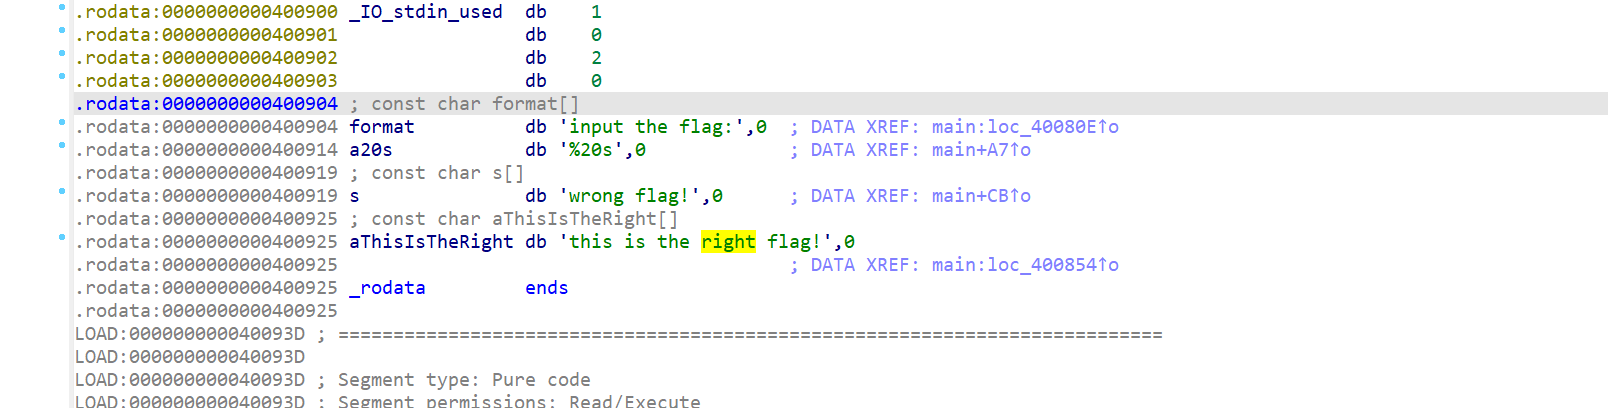 .rodata:0000000000400900 _IO_stdin_used db 1
.rodata:0000000000400901 db 0
.rodata:0000000000400902 db 2
.rodata:0000000000400903 db 0
.rodata:0000000000400904 ; const char format[]
.rodata:0000000000400904 format db 'input the flag:',0 ; DATA XREF: main:loc_40080E↑o
.rodata:0000000000400914 a20s db '%20s',0 ; DATA XREF: main+A7↑o
.rodata:0000000000400919 ; const char s[]
.rodata:0000000000400919 s db 'wrong flag!',0 ; DATA XREF: main+CB↑o
.rodata:0000000000400925 ; const char aThisIsTheRight[]
.rodata:0000000000400925 aThisIsTheRight db 'this is the right flag!',0
.rodata:0000000000400925 ; DATA XREF: main:loc_400854↑o
.rodata:0000000000400925 _rodata ends
.rodata:0000000000400925
LOAD:000000000040093D ; ===========================================================================
LOAD:000000000040093D
LOAD:000000000040093D ; Segment type: Pure code
LOAD:000000000040093D ; Segment permissions: Read/Execute